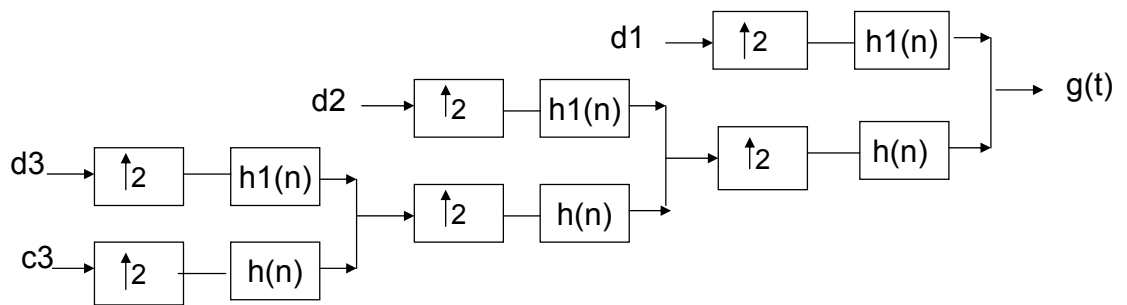 d1 ↑2 h1(n)
g(t)
d2 ↑2 h1(n)
↑2 h(n)
d3 ↑2 h1(n)
↑2 h(n)
c3 ↑2 h(n)